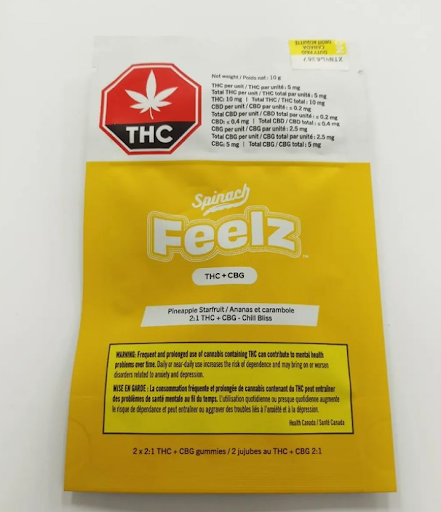 DUTY PAID
CANADA
DROIT ACQUITTÉ
Net weight / Poids net : 10 g
THC per unit / THC par unité : 5 mg
Total THC per unit / THC total par unité : 5 mg
THC: 10 mg | Total THC / THC total : 10 mg
CBD per unit / CBD par unité : ≤ 0.2 mg
Total CBD per unit / CBD total par unité : ≤ 0.2 mg
CBD: ≤ 0.4 mg | Total CBD / CBD total : ≤ 0.4 mg
CBG per unit / CBG par unité : 2.5 mg
Total CBG per unit / CBG total par unité : 2.5 mg
CBG: 5 mg | Total CBG / CBG total : 5 mg
THC
Spinach
Feelz
THC + CBG
Pineapple Starfruit / Ananas et carambole
2:1 THC + CBG - Chill Bliss
WARNING: Frequent and prolonged use of cannabis containing THC can contribute to mental health
problems over time. Daily or near-daily use increases the risk of dependence and may bring on or worsen
disorders related to anxiety and depression.
MISE EN GARDE : La consommation fréquente et prolongée de cannabis contenant du THC peut entraîner
des problèmes de santé mentale au fil du temps. L'utilisation quotidienne ou presque quotidienne augmente
le risque de dépendance et peut entraîner ou aggraver des troubles liés à l'anxiété et à la dépression.
Health Canada / Santé Canada
2 x 2:1 THC + CBG gummies / 2 jujubes au THC + CBG 2:1